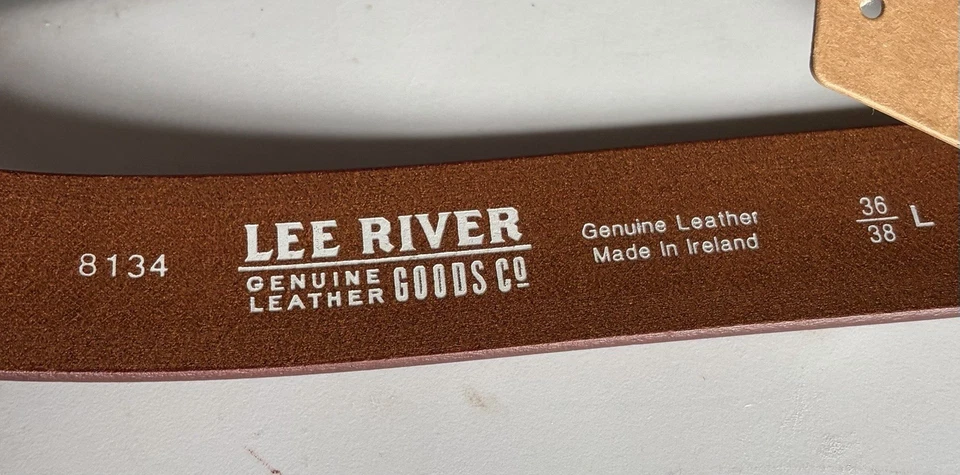 8134
LEE RIVER
GENUINE
LEATHER
GOODS Cº
Genuine Leather
Made In Ireland
36
38
L